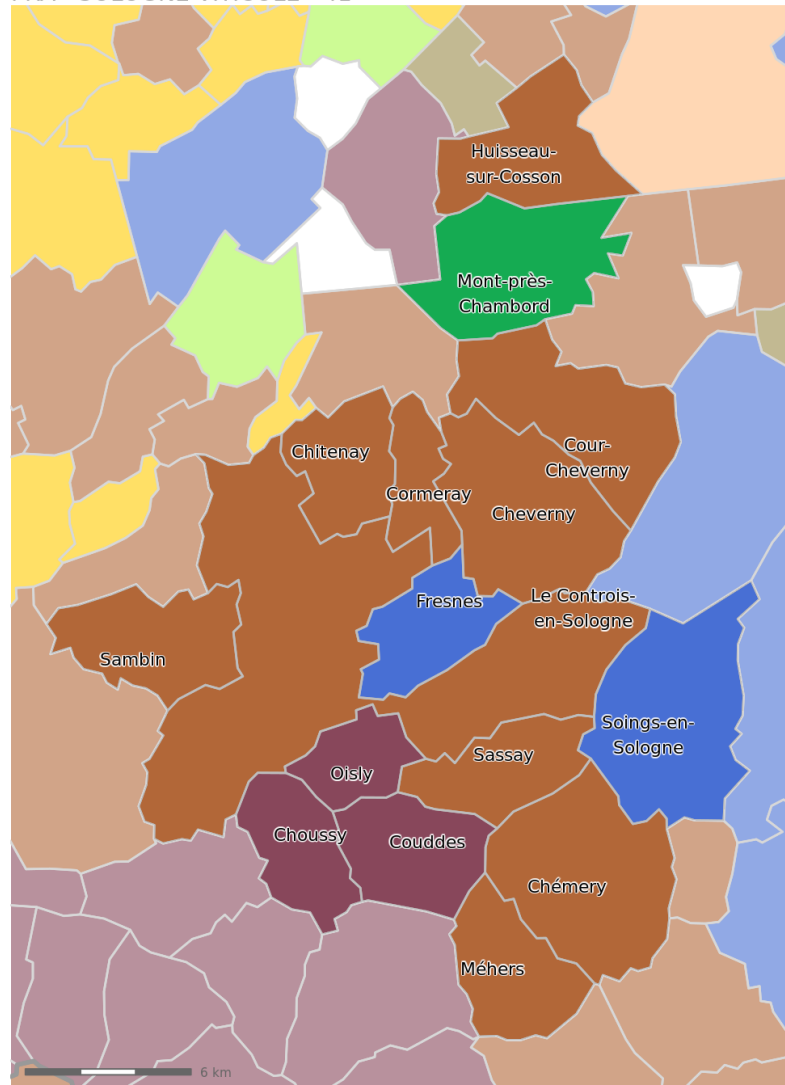 Huisseau-
sur-Cosson
Mont-près-
Chambord
Chitenay
Cour-
Cheverny
Cormeray
Cheverny
Le Controis-
en-Sologne
Fresnes
Sambin
Soings-en-
Sologne
Sassay
Oisly
Choussy
Couddes
Chémery
Méhers
6 km